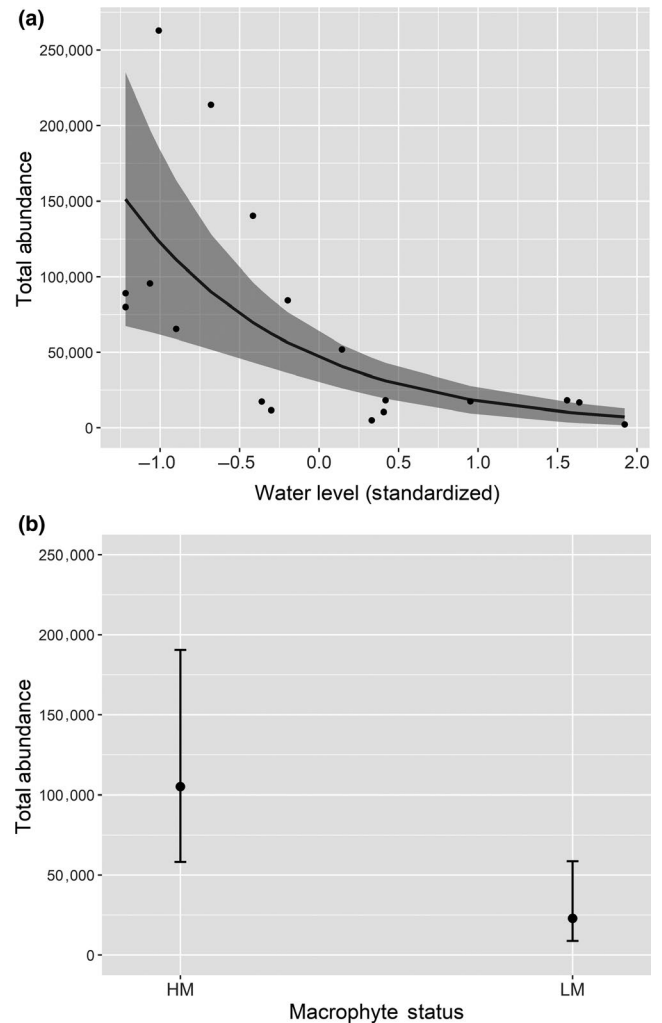 (a)
250,000
200,000
150,000
100,000
50,000
0
Total abundance
−1.0 −0.5 0.0 0.5 1.0 1.5 2.0
Water level (standardized)
(b)
250,000
200,000
150,000
100,000
50,000
0
Total abundance
HM LM
Macrophyte status